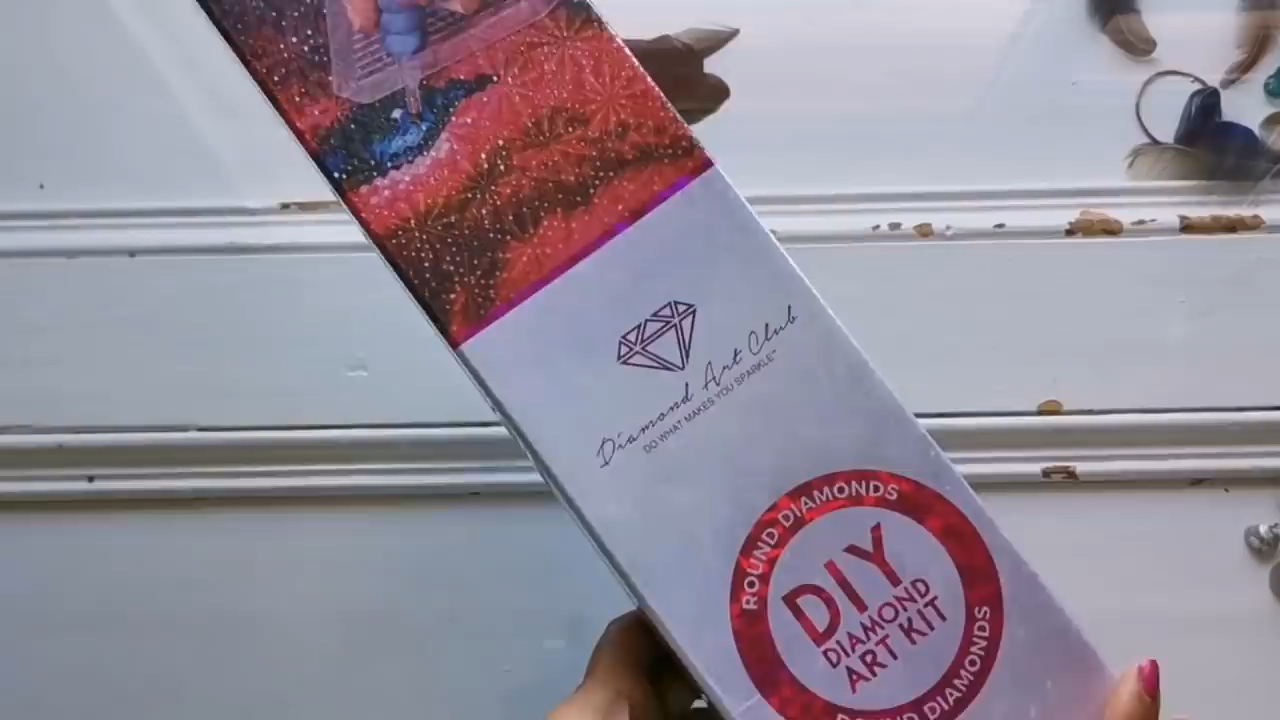 Diamond Art Club
DO WHAT MAKES YOU SPARKLE™
ROUND DIAMONDS
DIY
DIAMOND
ART KIT
ROUND DIAMONDS